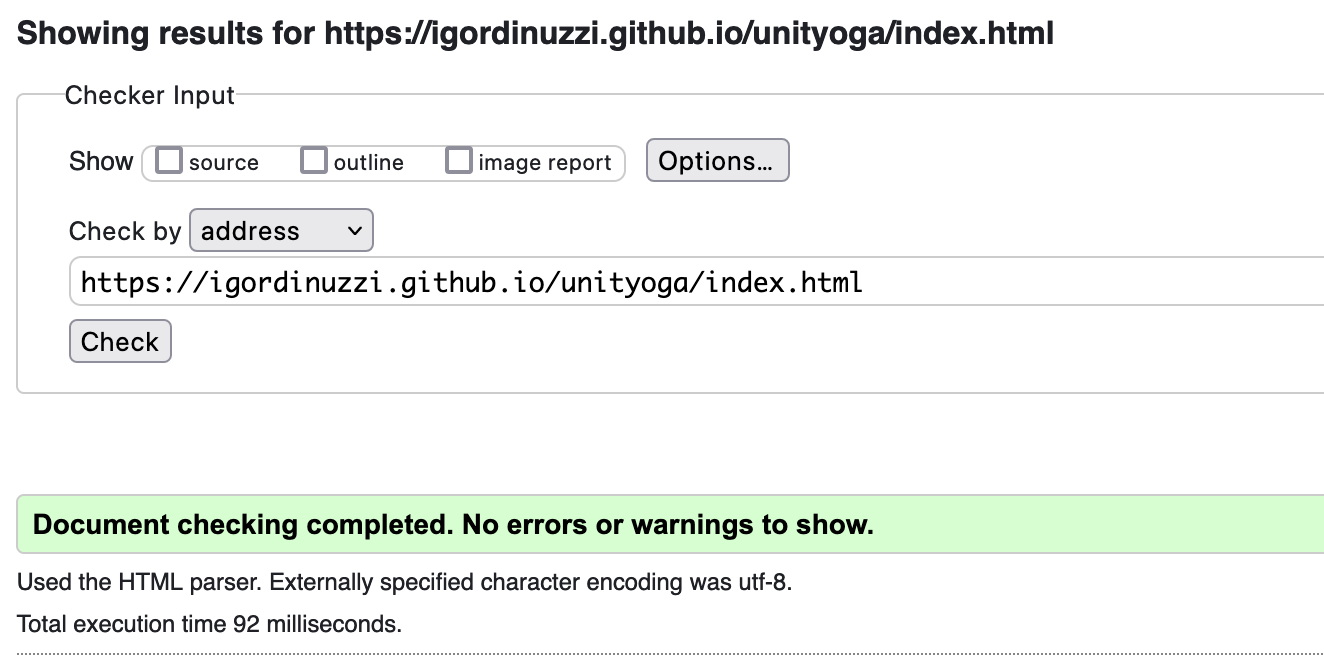 Showing results for https://igordinuzzi.github.io/unityoga/index.html
Checker Input
Show source outline image report Options...
Check by address
https://igordinuzzi.github.io/unityoga/index.html
Check
Document checking completed. No errors or warnings to show.
Used the HTML parser. Externally specified character encoding was utf-8.
Total execution time 92 milliseconds.